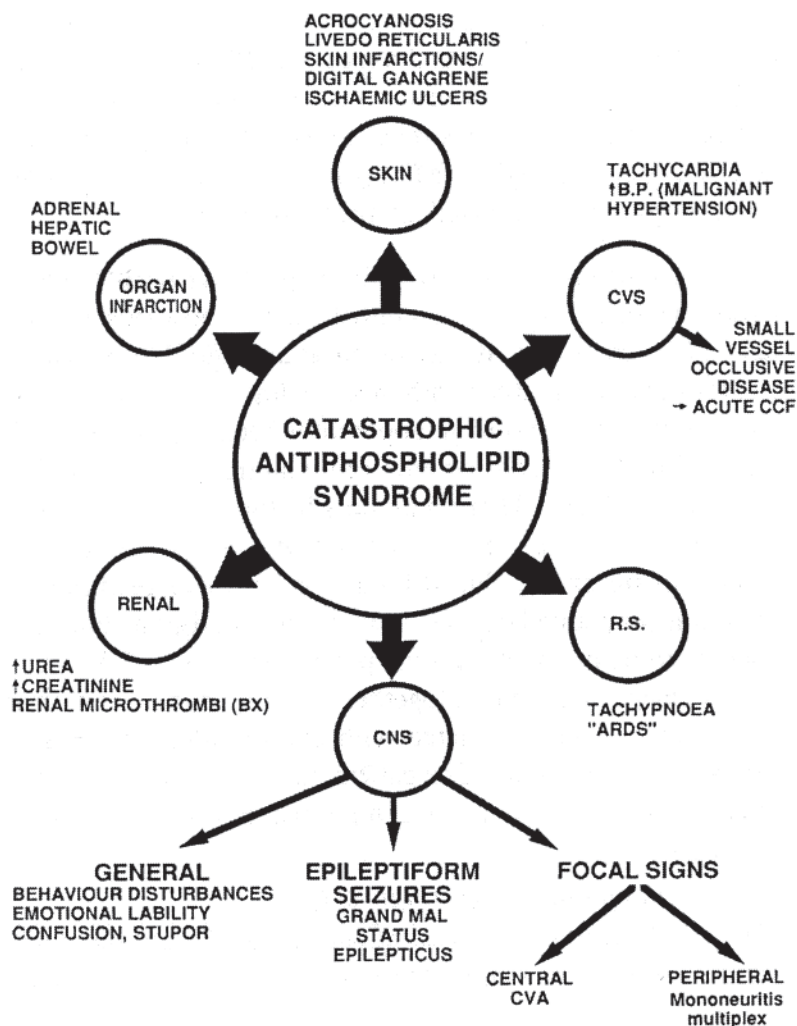 ACROCYANOSIS
LIVEDO RETICULARIS
SKIN INFARCTIONS/
DIGITAL GANGRENE
ISCHAEMIC ULCERS
SKIN
TACHYCARDIA
↑B.P. (MALIGNANT
HYPERTENSION)
CVS
SMALL
VESSEL
OCCLUSIVE
DISEASE
→ ACUTE CCF
ADRENAL
HEPATIC
BOWEL
ORGAN
INFARCTION
CATASTROPHIC
ANTIPHOSPHOLIPID
SYNDROME
RENAL
↑UREA
↑CREATININE
RENAL MICROTHROMBI (BX)
R.S.
TACHYPNOEA
"ARDS"
CNS
GENERAL
BEHAVIOUR DISTURBANCES
EMOTIONAL LABILITY
CONFUSION, STUPOR
EPILEPTIFORM
SEIZURES
GRAND MAL
STATUS
EPILEPTICUS
FOCAL SIGNS
CENTRAL
CVA
PERIPHERAL
Mononeuritis
multiplex